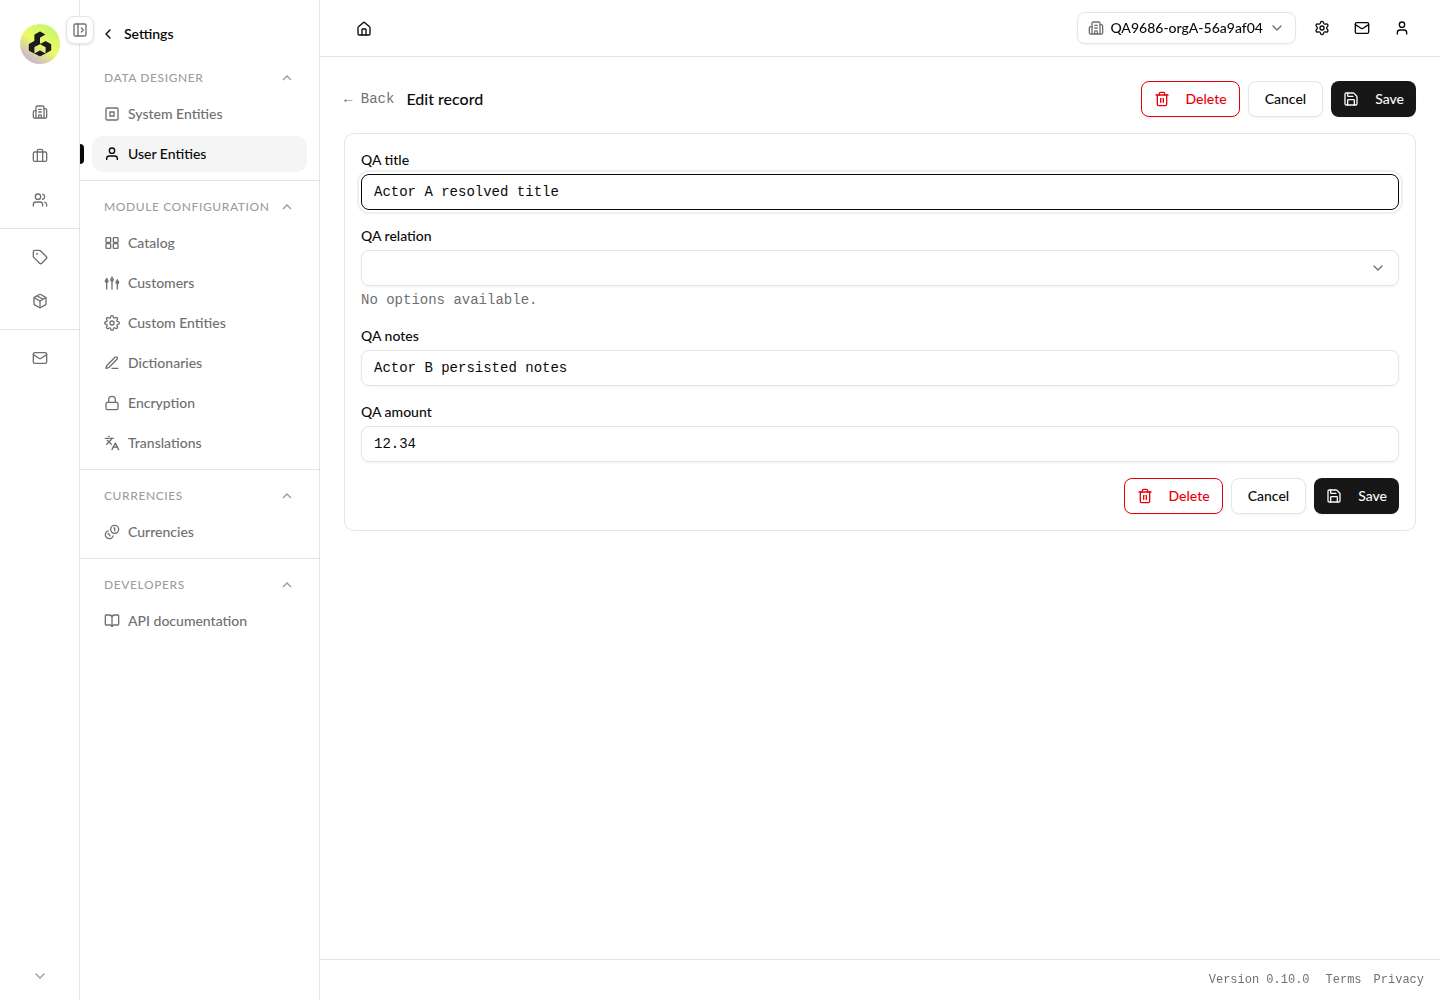 Settings
DATA DESIGNER
System Entities
User Entities
MODULE CONFIGURATION
Catalog
Customers
Custom Entities
Dictionaries
Encryption
Translations
CURRENCIES
Currencies
DEVELOPERS
API documentation
QA9686-orgA-56a9af04
← Back Edit record
Delete Cancel Save
QA title
Actor A resolved title
QA relation
No options available.
QA notes
Actor B persisted notes
QA amount
12.34
Delete Cancel Save
Version 0.10.0 Terms Privacy